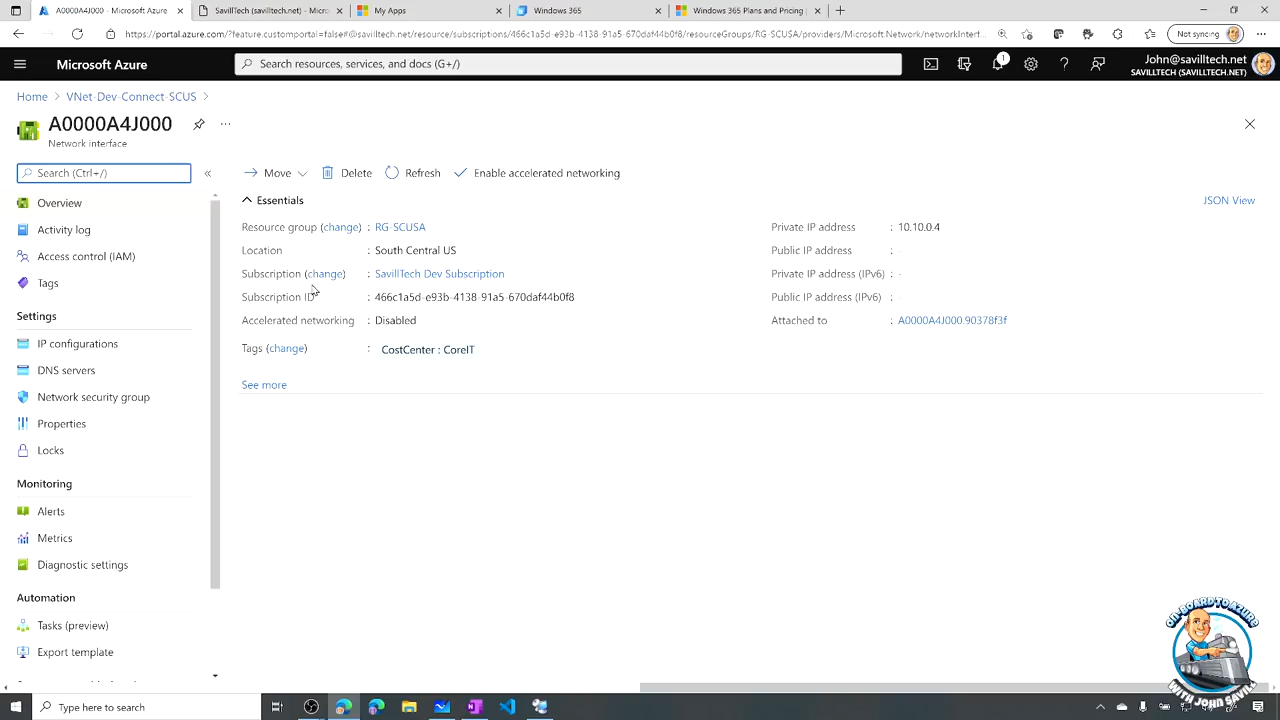 A0000A4J000 - Microsoft Azure
SavillTech (savilltech.net) - Micro
My Apps
Windows 365
Windows 365 Plans and Pricing
https://portal.azure.com/?feature.customportal=false#@savilltech.net/resource/subscriptions/466c1a5d-e93b-4138-91a5-670daf44b0f8/resourceGroups/RG-SCUSA/providers/Microsoft.Network/networkInterf...
Not syncing
Microsoft Azure
Search resources, services, and docs (G+/)
1
John@savilltech.net
SAVILLTECH (SAVILLTECH.NET)
Home > VNet-Dev-Connect-SCUS >
A0000A4J000
Network interface
Search (Ctrl+/)
Move
Delete
Refresh
Enable accelerated networking
Overview
Activity log
Access control (IAM)
Tags
Settings
IP configurations
DNS servers
Network security group
Properties
Locks
Monitoring
Alerts
Metrics
Diagnostic settings
Automation
Tasks (preview)
Export template
Essentials
JSON View
Resource group (change) : RG-SCUSA
Location : South Central US
Subscription (change) : SavillTech Dev Subscription
Subscription ID : 466c1a5d-e93b-4138-91a5-670daf44b0f8
Accelerated networking : Disabled
Tags (change) : CostCenter : CoreIT
See more
Private IP address : 10.10.0.4
Public IP address : -
Private IP address (IPv6) : -
Public IP address (IPv6) : -
Attached to : A0000A4J000.90378f3f
ON-BOARD TO AZURE
WITH JOHN SAVILL
Type here to search